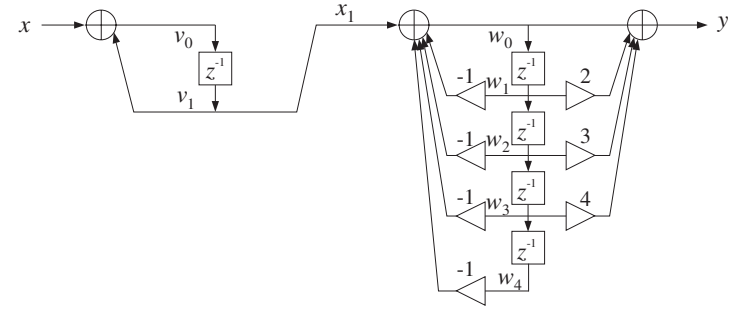 x
v₀
z⁻¹
v₁
x₁
w₀
z⁻¹
-1 w₁ 2
z⁻¹
-1 w₂ 3
z⁻¹
-1 w₃ 4
z⁻¹
-1 w₄
y